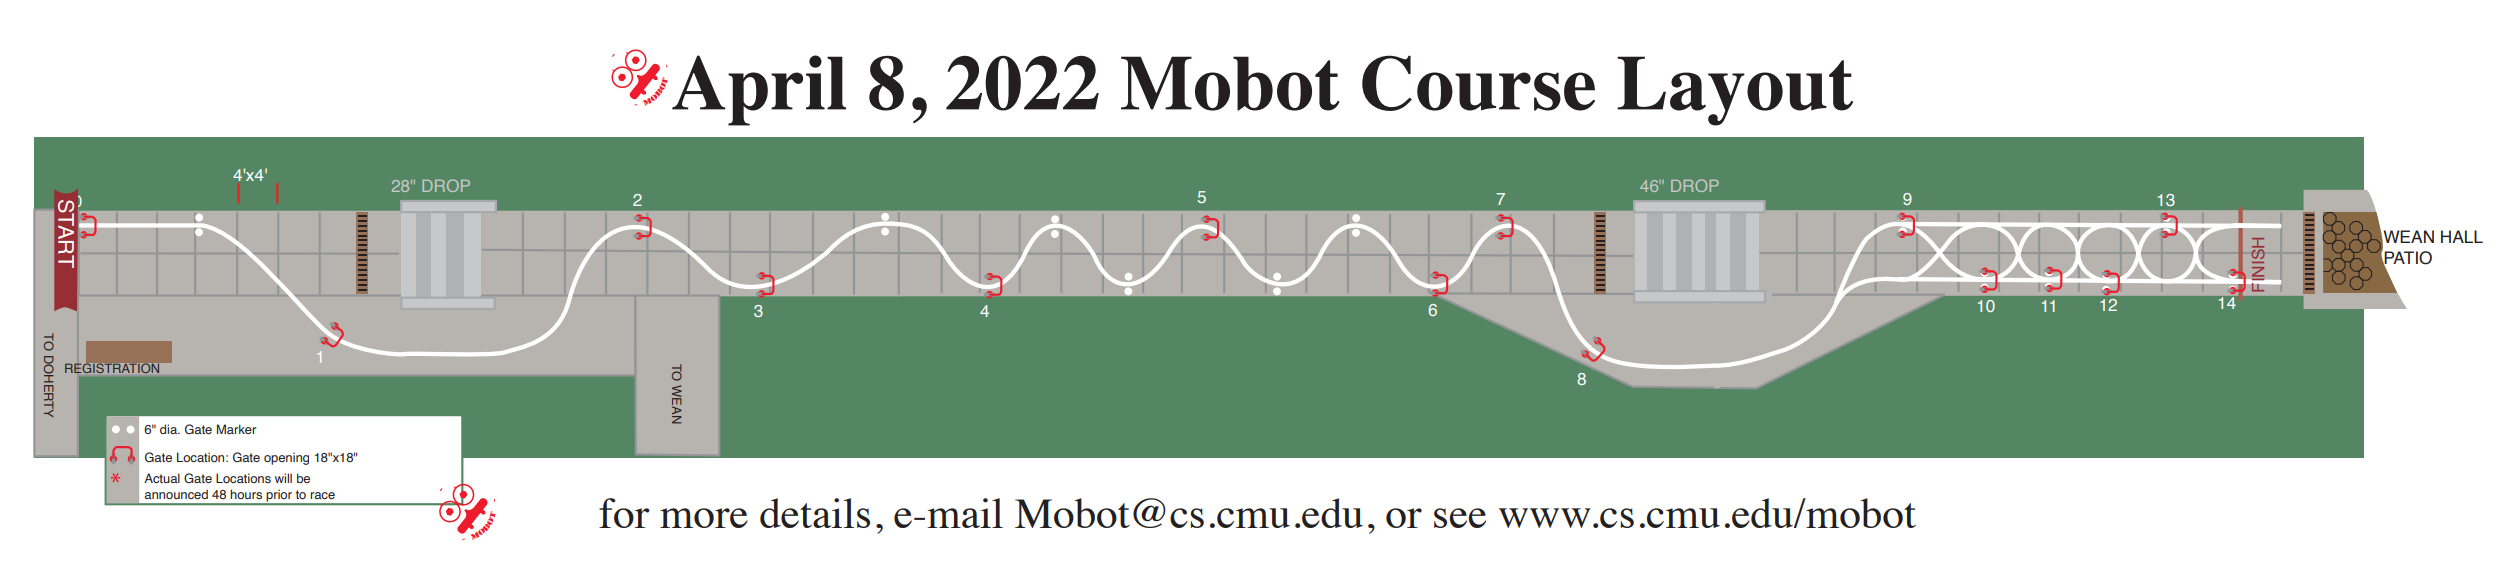 April 8, 2022 Mobot Course Layout
MOBOT
4'x4'
28" DROP
46" DROP
START
0
1
2
3
4
5
6
7
8
9
10
11
12
13
14
FINISH
WEAN HALL
PATIO
TO DOHERTY
REGISTRATION
TO WEAN
6" dia. Gate Marker
Gate Location: Gate opening 18"x18"
* Actual Gate Locations will be
announced 48 hours prior to race
MOBOT
for more details, e-mail Mobot@cs.cmu.edu, or see www.cs.cmu.edu/mobot